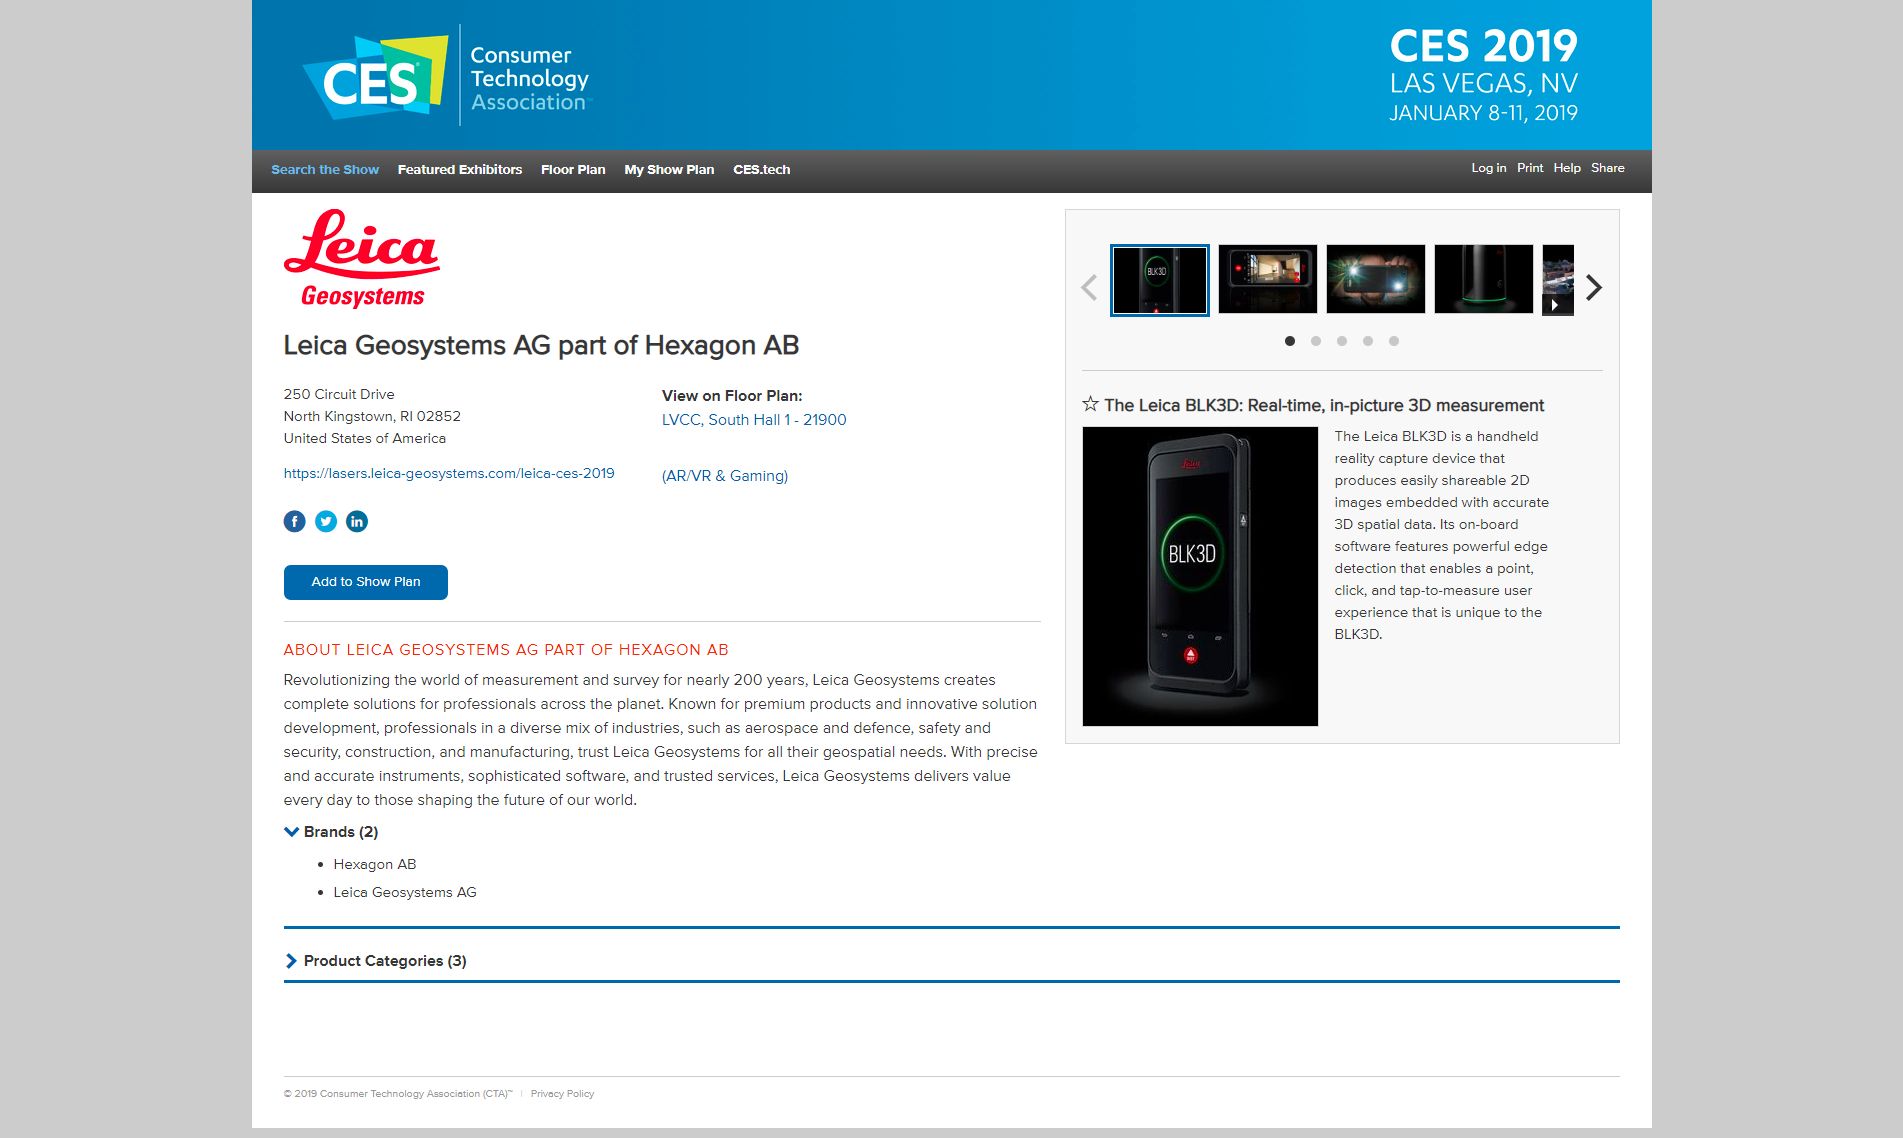 CES
Consumer
Technology
Association™
CES 2019
LAS VEGAS, NV
JANUARY 8-11, 2019
Search the Show Featured Exhibitors Floor Plan My Show Plan CES.tech
Log in Print Help Share
Leica
Geosystems
Leica Geosystems AG part of Hexagon AB
250 Circuit Drive
North Kingstown, RI 02852
United States of America
https://lasers.leica-geosystems.com/leica-ces-2019
View on Floor Plan:
LVCC, South Hall 1 - 21900
(AR/VR & Gaming)
Add to Show Plan
ABOUT LEICA GEOSYSTEMS AG PART OF HEXAGON AB
Revolutionizing the world of measurement and survey for nearly 200 years, Leica Geosystems creates
complete solutions for professionals across the planet. Known for premium products and innovative solution
development, professionals in a diverse mix of industries, such as aerospace and defence, safety and
security, construction, and manufacturing, trust Leica Geosystems for all their geospatial needs. With precise
and accurate instruments, sophisticated software, and trusted services, Leica Geosystems delivers value
every day to those shaping the future of our world.
Brands (2)
• Hexagon AB
• Leica Geosystems AG
Product Categories (3)
BLK3D
☆ The Leica BLK3D: Real-time, in-picture 3D measurement
Leica
BLK3D
The Leica BLK3D is a handheld
reality capture device that
produces easily shareable 2D
images embedded with accurate
3D spatial data. Its on-board
software features powerful edge
detection that enables a point,
click, and tap-to-measure user
experience that is unique to the
BLK3D.
© 2019 Consumer Technology Association (CTA)™ | Privacy Policy